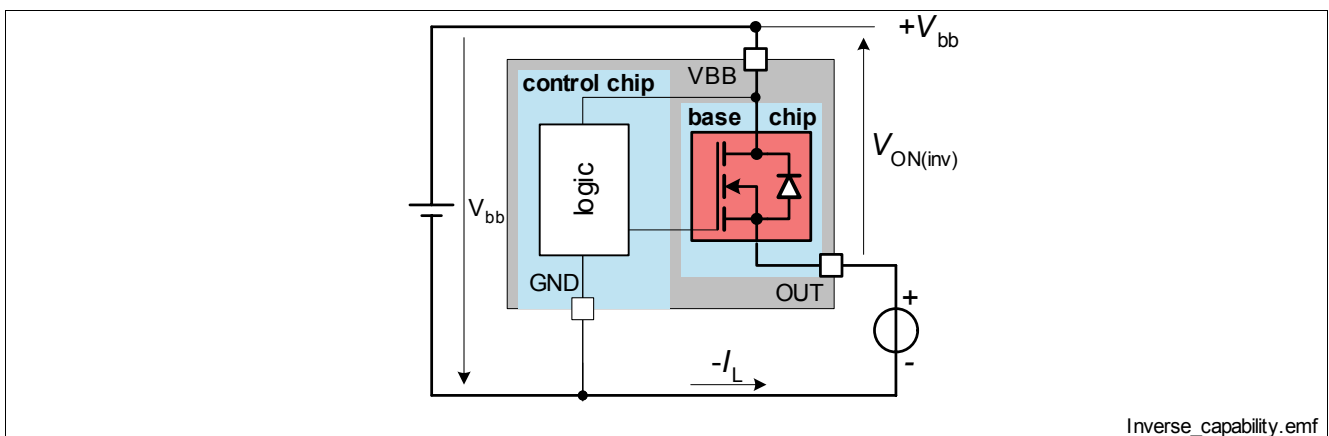 +Vbb
VBB
control chip
base chip
VON(inv)
logic
Vbb
GND
OUT
+
-
-IL
Inverse_capability.emf